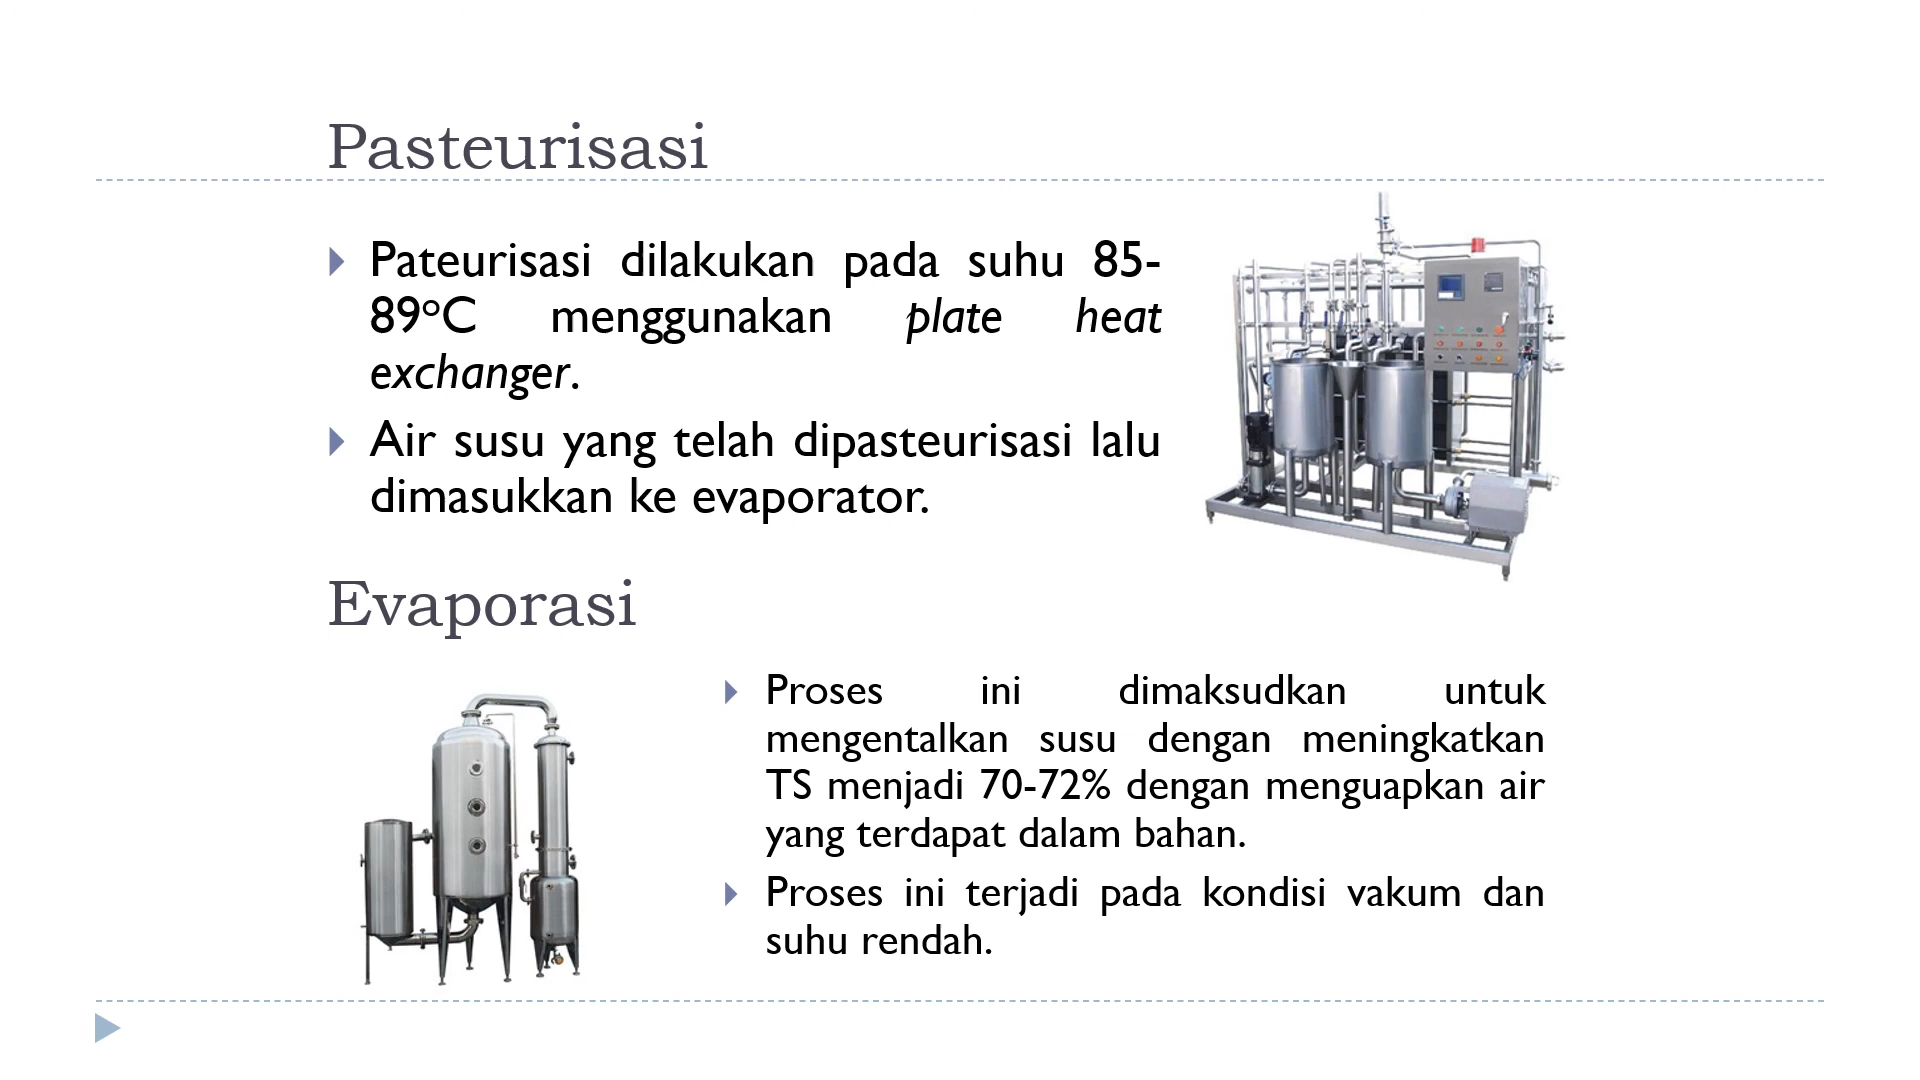 Pasteurisasi
Pateurisasi dilakukan pada suhu 85-
89oC menggunakan plate heat
exchanger.
Air susu yang telah dipasteurisasi lalu
dimasukkan ke evaporator.
Evaporasi
Proses ini dimaksudkan untuk
mengentalkan susu dengan meningkatkan
TS menjadi 70-72% dengan menguapkan air
yang terdapat dalam bahan.
Proses ini terjadi pada kondisi vakum dan
suhu rendah.